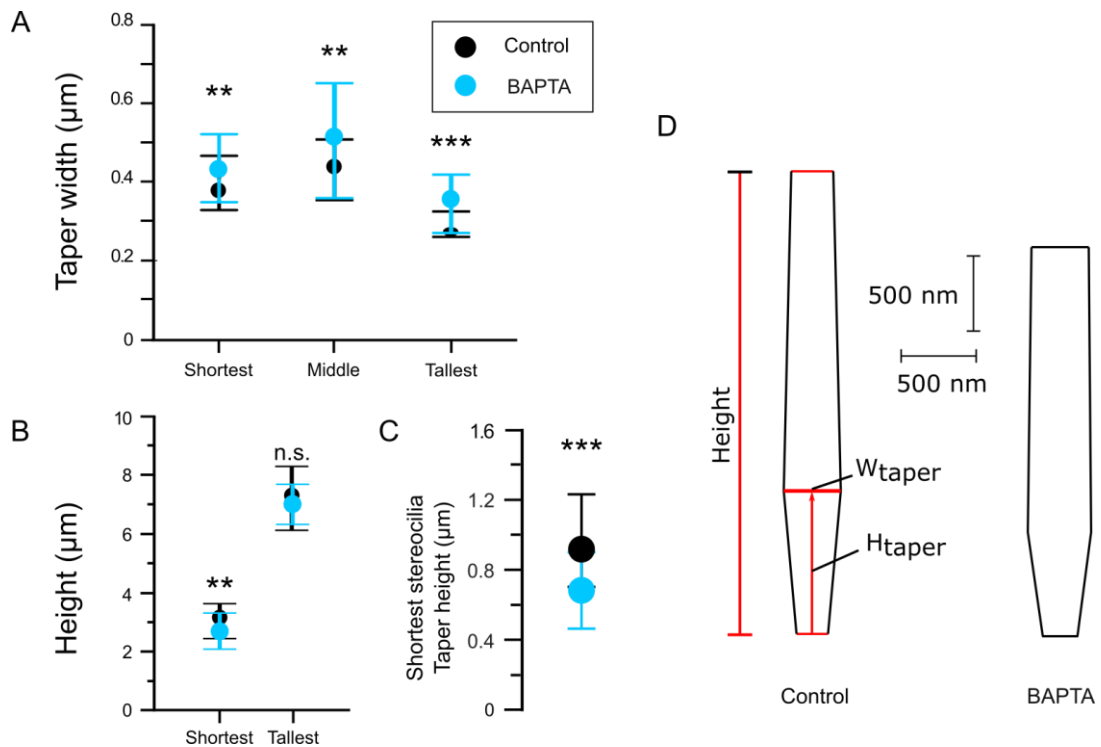 A
Taper width (μm)
0.8
0.6
0.4
0.2
0
**
**
***
Control
BAPTA
Shortest
Middle
Tallest
B
Height (μm)
10
8
6
4
2
0
**
n.s.
Shortest
Tallest
C
Shortest stereocilia
Taper height (μm)
1.6
1.2
0.8
0.4
0
***
D
Height
500 nm
500 nm
Wtaper
Htaper
Control
BAPTA